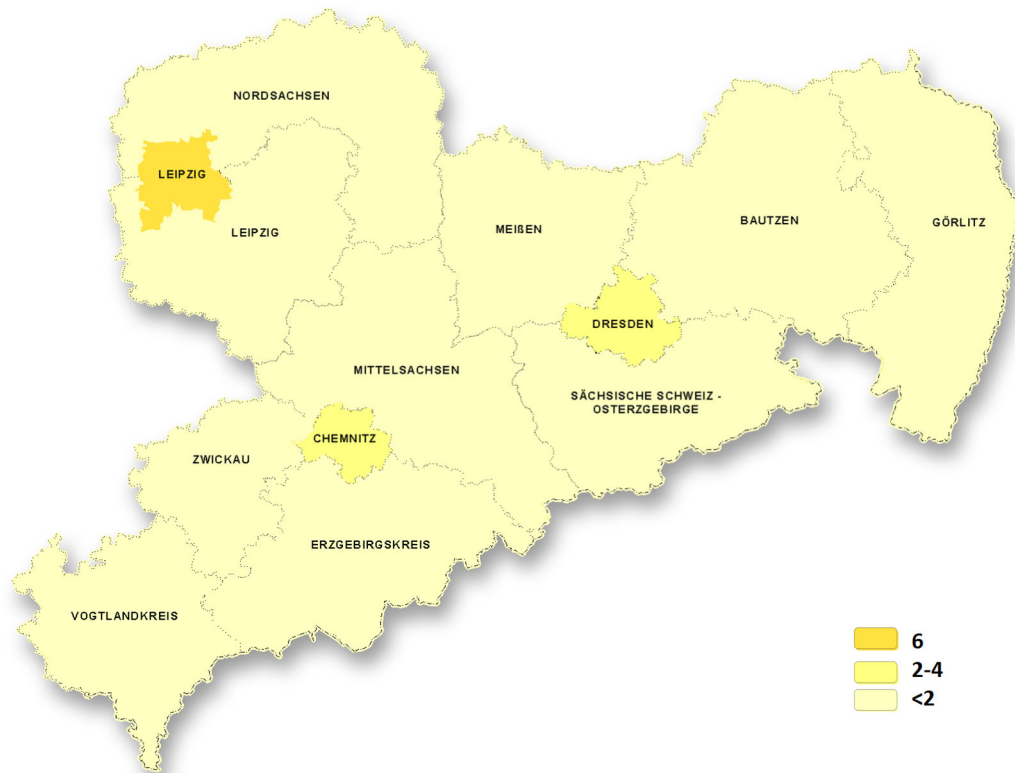 NORDSACHSEN
LEIPZIG
LEIPZIG
MEIßEN
BAUTZEN
GÖRLITZ
DRESDEN
MITTELSACHSEN
SÄCHSISCHE SCHWEIZ -
OSTERZGEBIRGE
CHEMNITZ
ZWICKAU
ERZGEBIRGSKREIS
VOGTLANDKREIS
6
2-4
<2